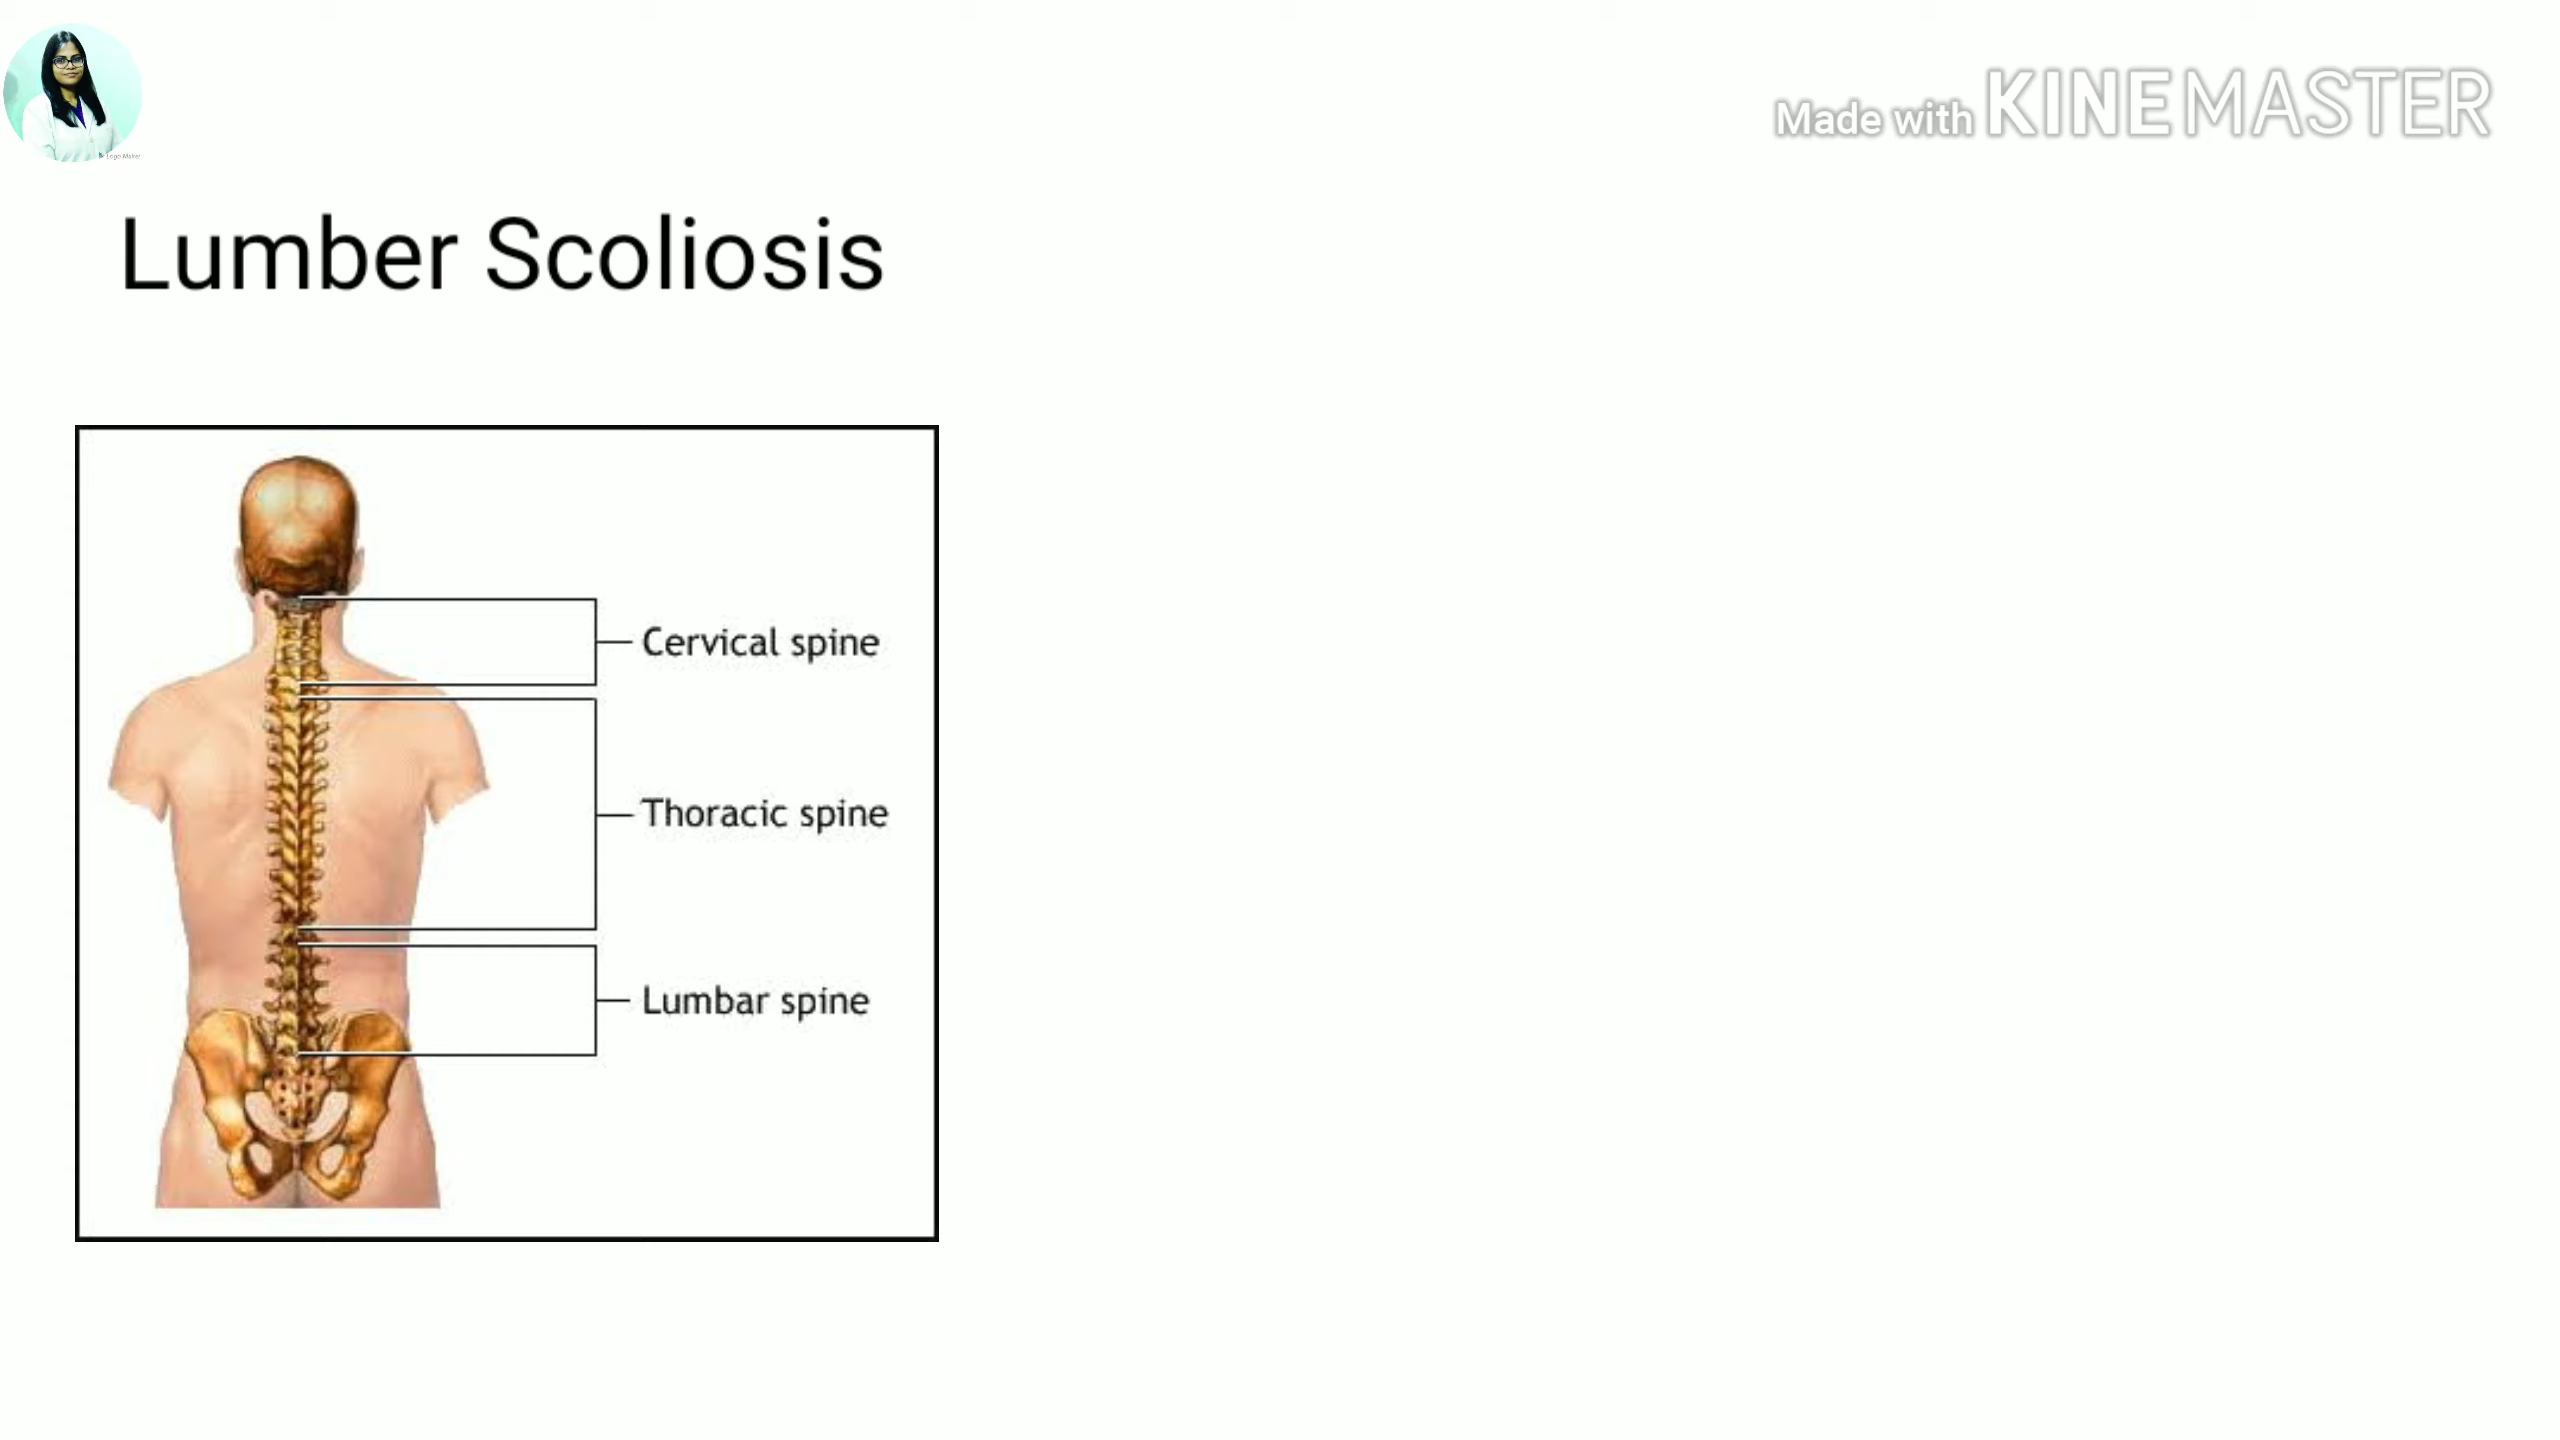 Made with KINEMASTER
Lumber Scoliosis
Cervical spine
Thoracic spine
Lumbar spine